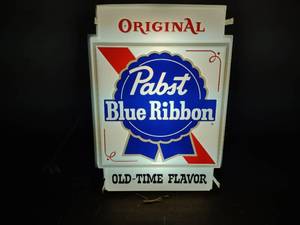 ORIGINAL
Pabst
Blue Ribbon
OLD-TIME FLAVOR